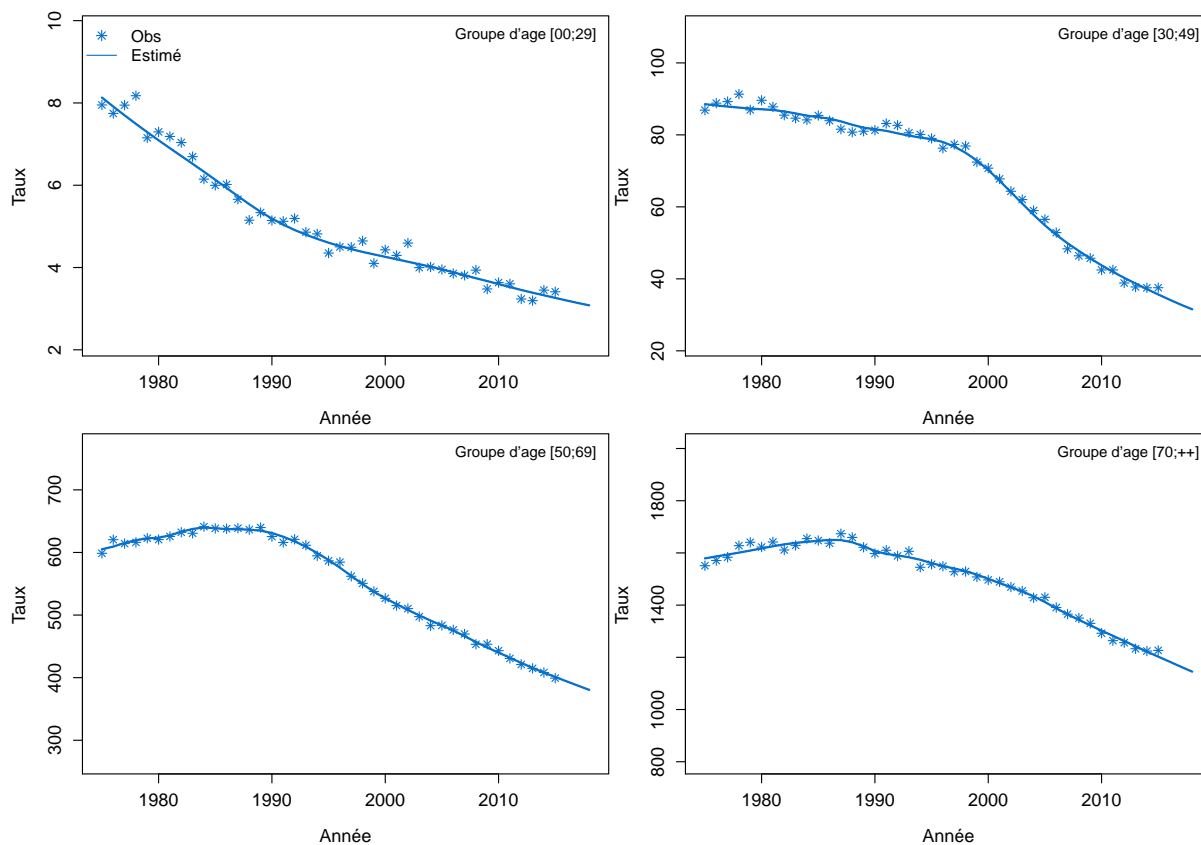 Groupe d'age [00;29]
Obs
Estimé
Taux
10
8
6
4
2
1980 1990 2000 2010
Année
Groupe d'age [30;49]
Taux
100
80
60
40
20
1980 1990 2000 2010
Année
Groupe d'age [50;69]
Taux
700
600
500
400
300
1980 1990 2000 2010
Année
Groupe d'age [70;++]
Taux
1800
1400
1200
1000
800
1980 1990 2000 2010
Année